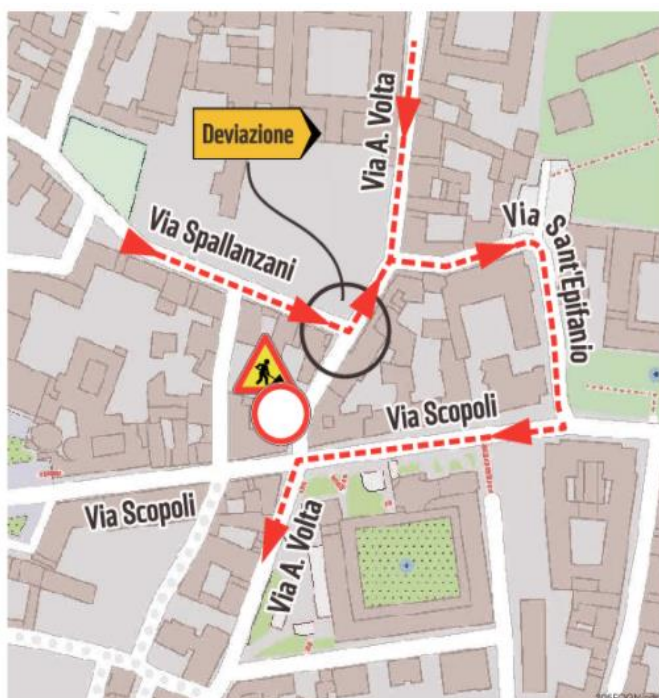 Deviazione
Via A. Volta
Via Spallanzani
Via Sant'Epifanio
Via Scopoli
Via Scopoli
Via A. Volta